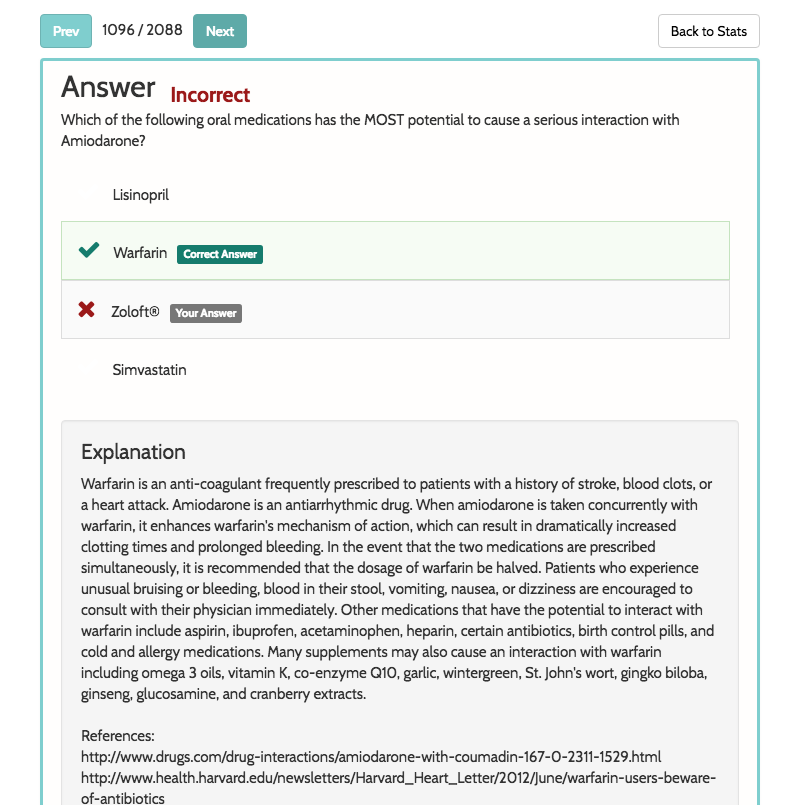 Prev 1096 / 2088 Next Back to Stats
Answer Incorrect
Which of the following oral medications has the MOST potential to cause a serious interaction with
Amiodarone?
Lisinopril
Warfarin Correct Answer
Zoloft® Your Answer
Simvastatin
Explanation
Warfarin is an anti-coagulant frequently prescribed to patients with a history of stroke, blood clots, or
a heart attack. Amiodarone is an antiarrhythmic drug. When amiodarone is taken concurrently with
warfarin, it enhances warfarin's mechanism of action, which can result in dramatically increased
clotting times and prolonged bleeding. In the event that the two medications are prescribed
simultaneously, it is recommended that the dosage of warfarin be halved. Patients who experience
unusual bruising or bleeding, blood in their stool, vomiting, nausea, or dizziness are encouraged to
consult with their physician immediately. Other medications that have the potential to interact with
warfarin include aspirin, ibuprofen, acetaminophen, heparin, certain antibiotics, birth control pills, and
cold and allergy medications. Many supplements may also cause an interaction with warfarin
including omega 3 oils, vitamin K, co-enzyme Q10, garlic, wintergreen, St. John's wort, gingko biloba,
ginseng, glucosamine, and cranberry extracts.
References:
http://www.drugs.com/drug-interactions/amiodarone-with-coumadin-167-0-2311-1529.html
http://www.health.harvard.edu/newsletters/Harvard_Heart_Letter/2012/June/warfarin-users-beware-
of-antibiotics